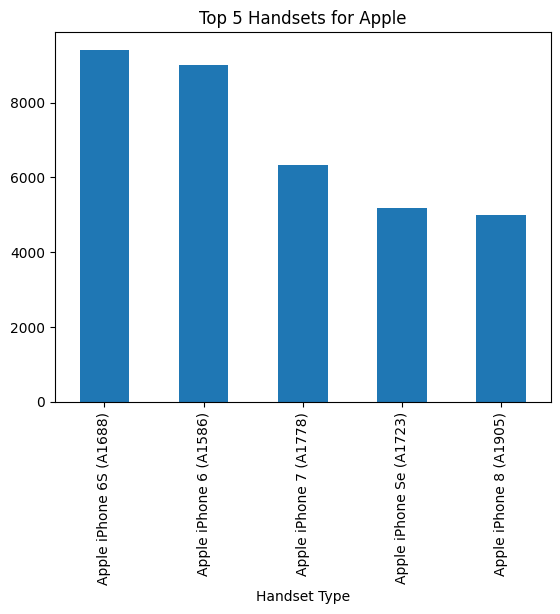 Top 5 Handsets for Apple
8000
6000
4000
2000
0
Apple iPhone 6S (A1688)
Apple iPhone 6 (A1586)
Apple iPhone 7 (A1778)
Apple iPhone Se (A1723)
Apple iPhone 8 (A1905)
Handset Type